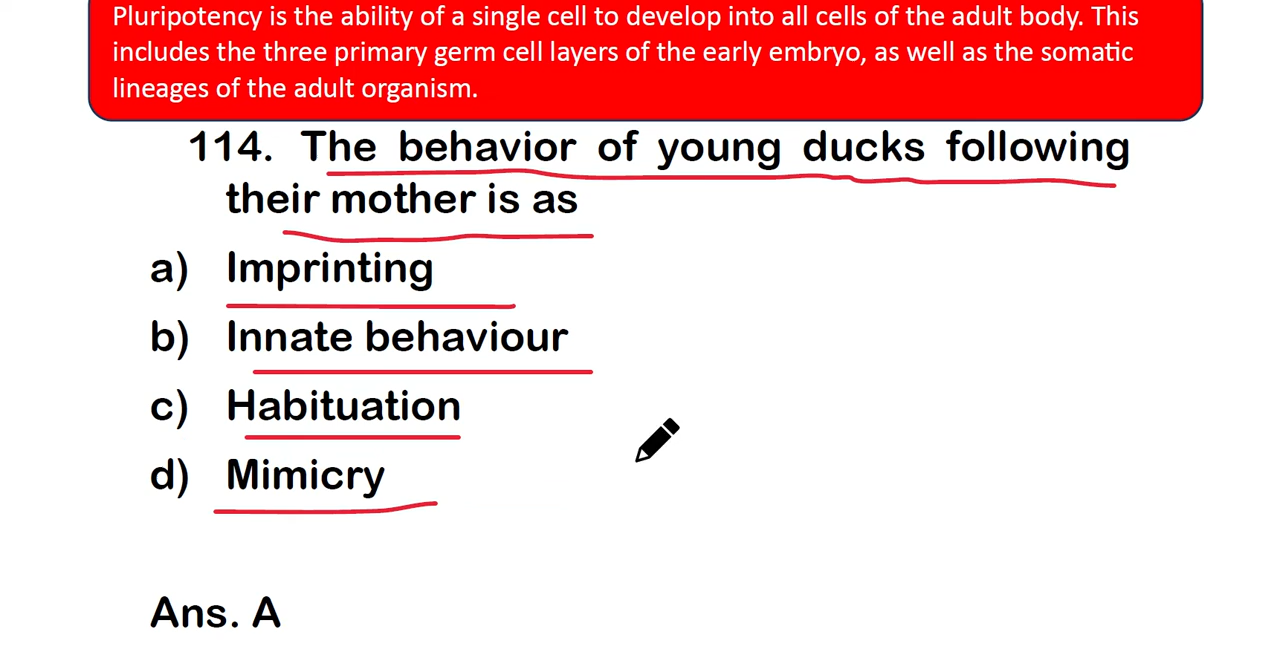 Pluripotency is the ability of a single cell to develop into all cells of the adult body. This
includes the three primary germ cell layers of the early embryo, as well as the somatic
lineages of the adult organism.
114. The behavior of young ducks following
their mother is as
a) Imprinting
b) Innate behaviour
c) Habituation
d) Mimicry
Ans. A